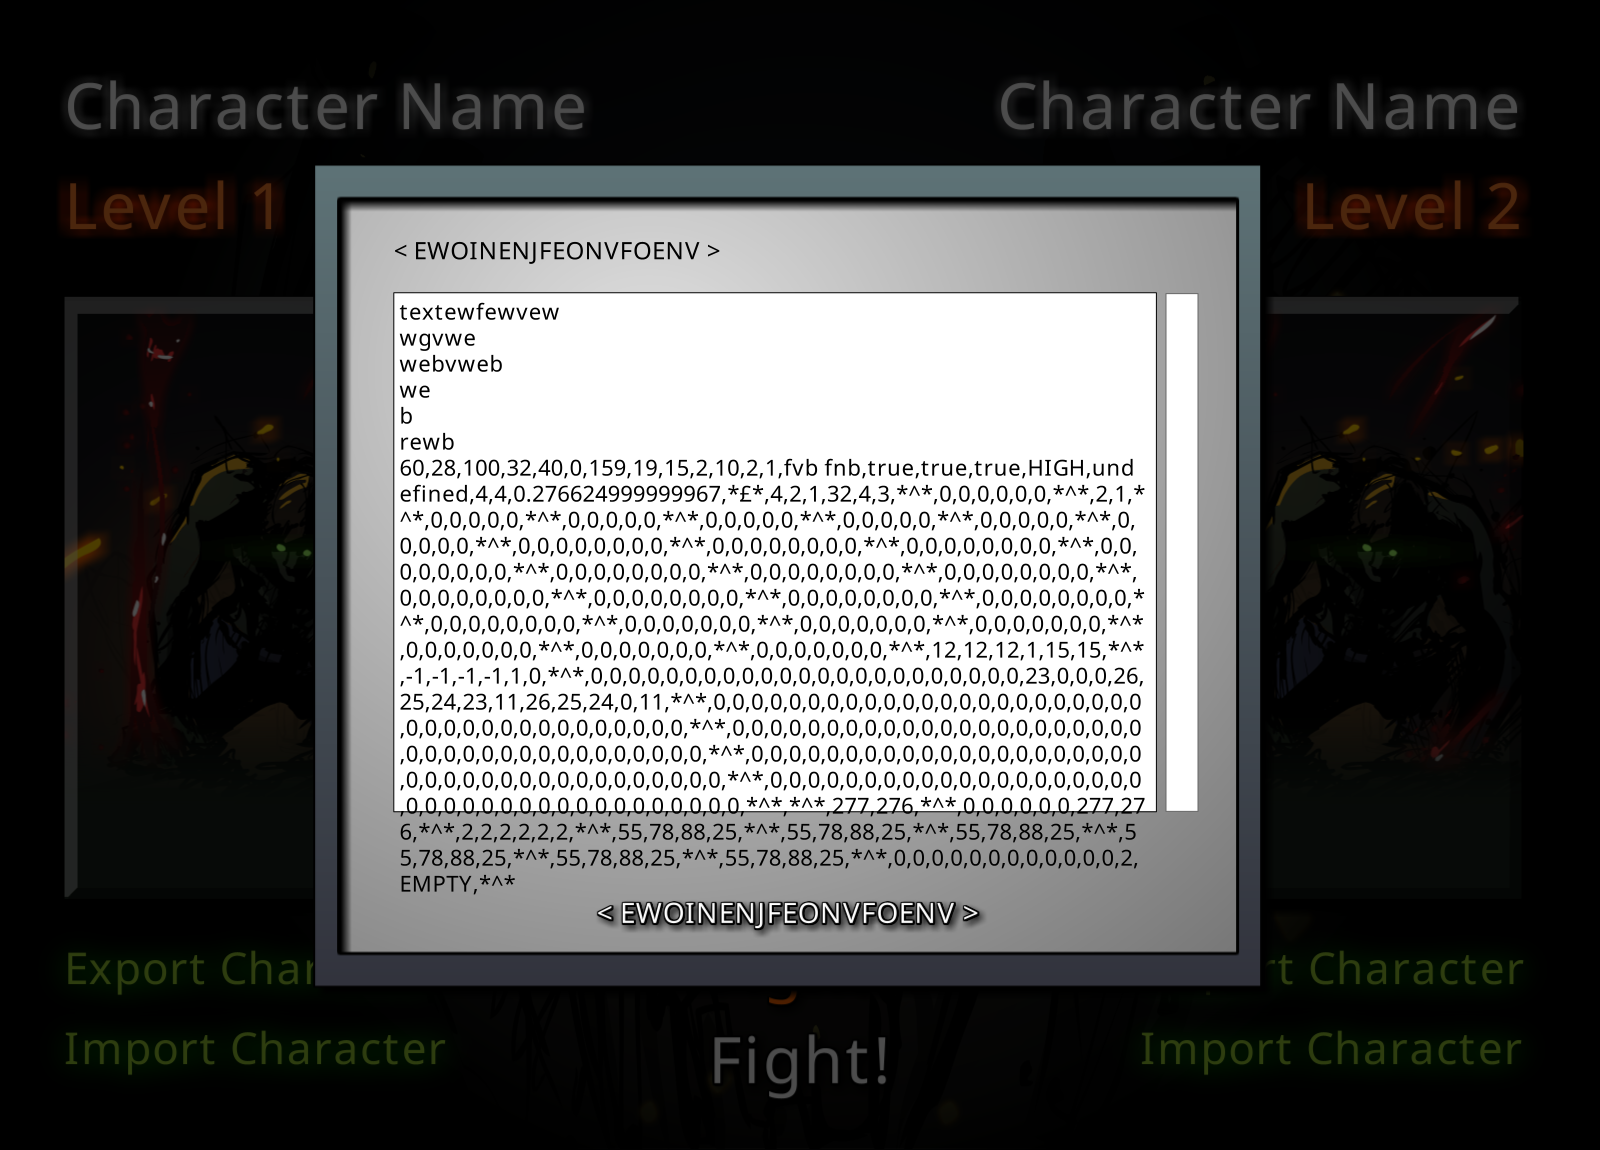 Character Name
Character Name
Level 1
Level 2
< EWOINENJFEONVFOENV >
textewfewvew
wgvwe
webvweb
we
b
rewb
60,28,100,32,40,0,159,19,15,2,10,2,1,fvb fnb,true,true,true,HIGH,und
efined,4,4,0.276624999999967,*£*,4,2,1,32,4,3,*^*,0,0,0,0,0,0,*^*,2,1,*
^*,0,0,0,0,0,*^*,0,0,0,0,0,*^*,0,0,0,0,0,*^*,0,0,0,0,0,*^*,0,0,0,0,0,*^*,0,
0,0,0,0,*^*,0,0,0,0,0,0,0,0,*^*,0,0,0,0,0,0,0,0,*^*,0,0,0,0,0,0,0,0,*^*,0,0,
0,0,0,0,0,0,*^*,0,0,0,0,0,0,0,0,*^*,0,0,0,0,0,0,0,0,*^*,0,0,0,0,0,0,0,0,*^*,
0,0,0,0,0,0,0,0,*^*,0,0,0,0,0,0,0,0,*^*,0,0,0,0,0,0,0,0,*^*,0,0,0,0,0,0,0,0,*
^*,0,0,0,0,0,0,0,0,*^*,0,0,0,0,0,0,0,*^*,0,0,0,0,0,0,0,*^*,0,0,0,0,0,0,0,*^*
,0,0,0,0,0,0,0,*^*,0,0,0,0,0,0,0,*^*,0,0,0,0,0,0,0,*^*,12,12,12,1,15,15,*^*
,-1,-1,-1,-1,1,0,*^*,0,0,0,0,0,0,0,0,0,0,0,0,0,0,0,0,0,0,0,0,0,0,0,23,0,0,0,26,
25,24,23,11,26,25,24,0,11,*^*,0,0,0,0,0,0,0,0,0,0,0,0,0,0,0,0,0,0,0,0,0,0,0
,0,0,0,0,0,0,0,0,0,0,0,0,0,0,0,*^*,0,0,0,0,0,0,0,0,0,0,0,0,0,0,0,0,0,0,0,0,0,0
,0,0,0,0,0,0,0,0,0,0,0,0,0,0,0,0,*^*,0,0,0,0,0,0,0,0,0,0,0,0,0,0,0,0,0,0,0,0,0
,0,0,0,0,0,0,0,0,0,0,0,0,0,0,0,0,0,*^*,0,0,0,0,0,0,0,0,0,0,0,0,0,0,0,0,0,0,0,0
,0,0,0,0,0,0,0,0,0,0,0,0,0,0,0,0,0,0,*^*,*^*,277,276,*^*,0,0,0,0,0,0,277,27
6,*^*,2,2,2,2,2,2,*^*,55,78,88,25,*^*,55,78,88,25,*^*,55,78,88,25,*^*,5
5,78,88,25,*^*,55,78,88,25,*^*,55,78,88,25,*^*,0,0,0,0,0,0,0,0,0,0,0,0,2,
EMPTY,*^*
< EWOINENJFEONVFOENV >
Export Char
rt Character
Import Character
Import Character
Fight!